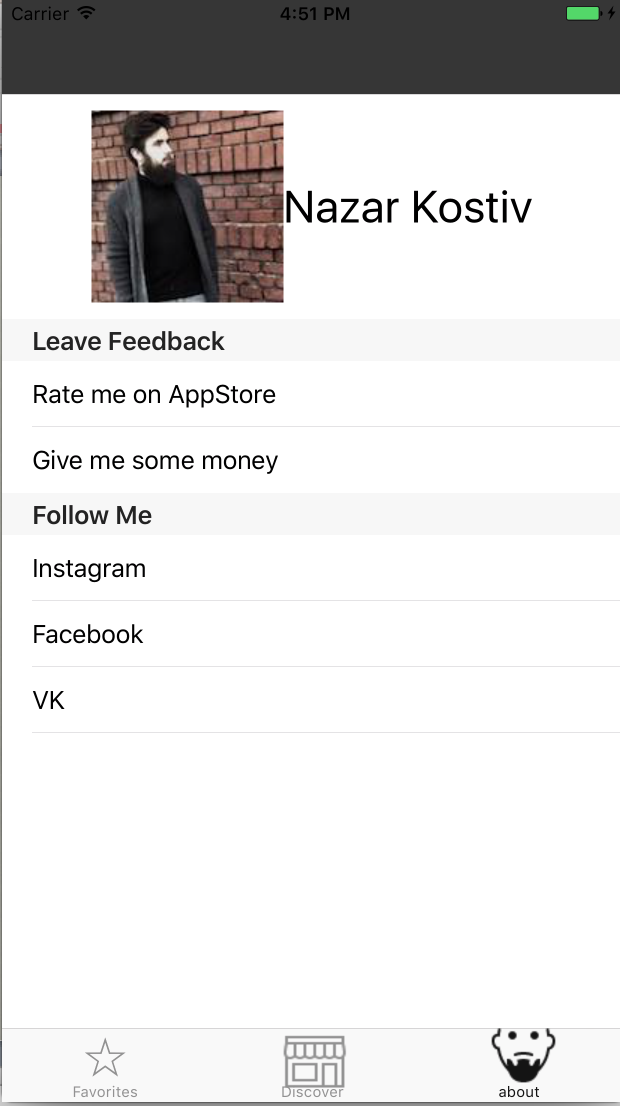 Carrier 4:51 PM
Nazar Kostiv
Leave Feedback
Rate me on AppStore
Give me some money
Follow Me
Instagram
Facebook
VK
Favorites Discover about